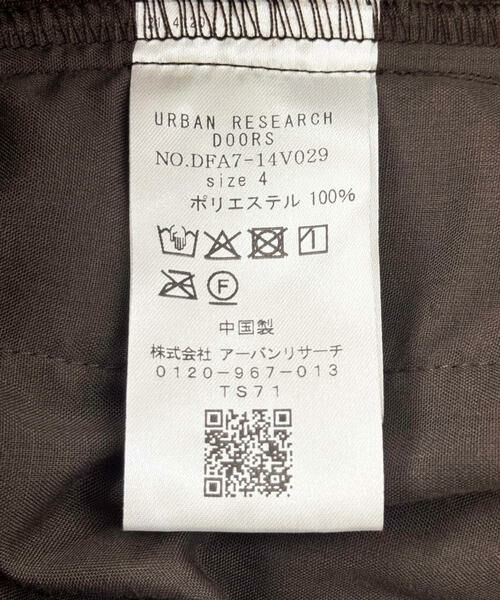 URBAN RESEARCH
DOORS
NO.DFA7-14V029
size 4
ポリエステル 100%
F
中国製
株式会社 アーバンリサーチ
0120-967-013
TS71